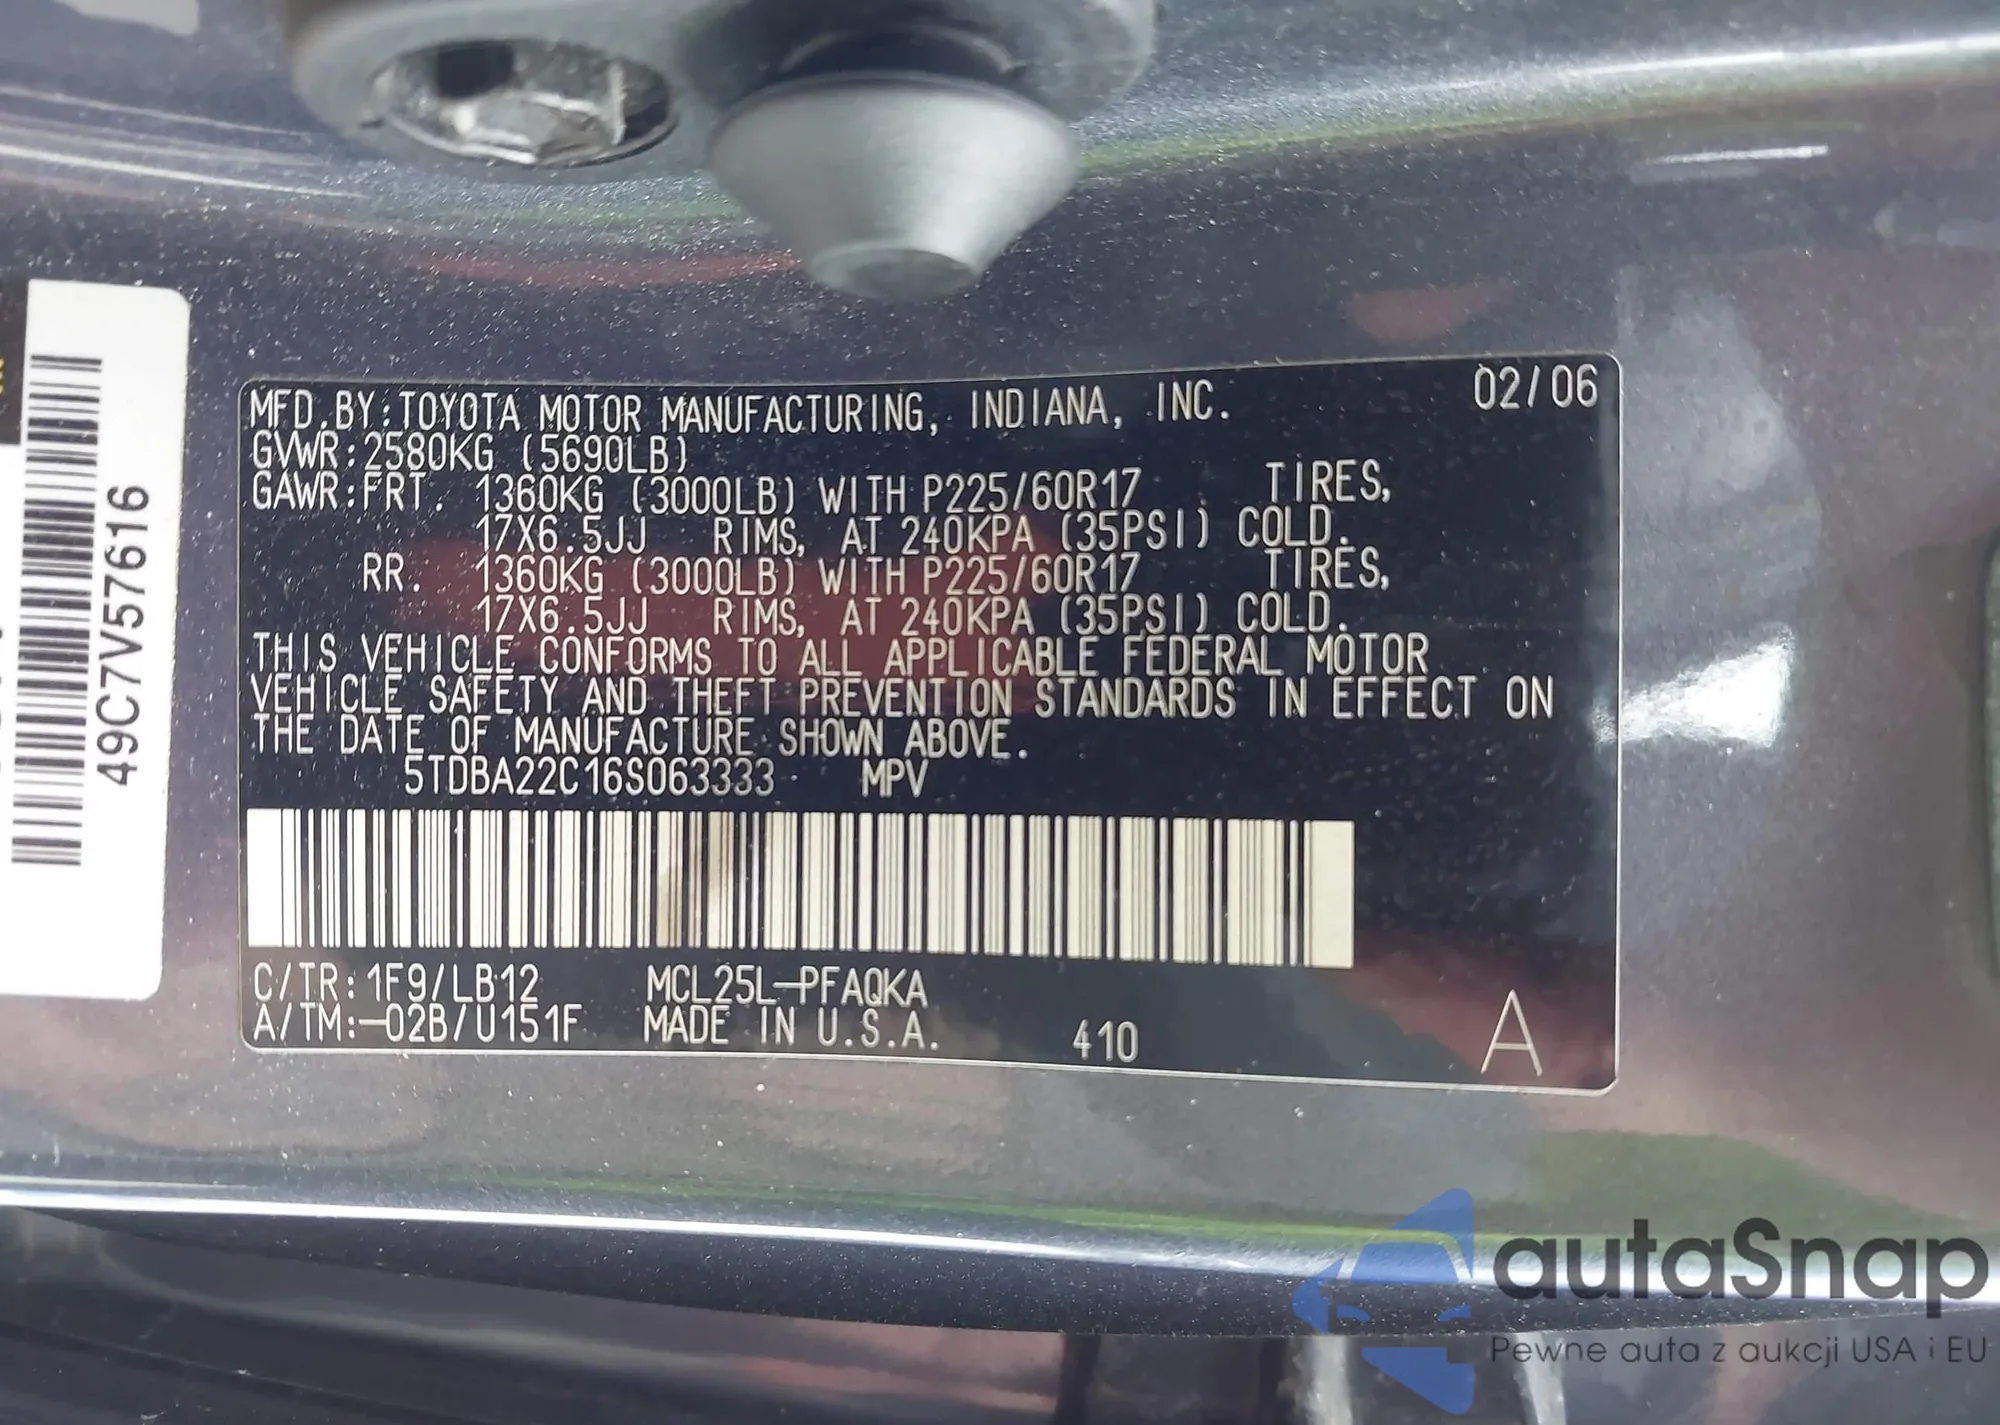 MFD.BY:TOYOTA MOTOR MANUFACTURING, INDIANA, INC. 02/06
GVWR:2580KG (5690LB)
GAWR:FRT. 1360KG (3000LB) WITH P225/60R17 TIRES,
17X6.5JJ RIMS, AT 240KPA (35PSI) COLD.
RR. 1360KG (3000LB) WITH P225/60R17 TIRES,
17X6.5JJ RIMS, AT 240KPA (35PSI) COLD.
THIS VEHICLE CONFORMS TO ALL APPLICABLE FEDERAL MOTOR
VEHICLE SAFETY AND THEFT PREVENTION STANDARDS IN EFFECT ON
THE DATE OF MANUFACTURE SHOWN ABOVE.
5TDBA22C16S063333 MPV
C/TR:1F9/LB12 MCL25L-PFAQKA
A/TM:-02B/U151F MADE IN U.S.A. 410 A
49C7V57616
autaSnap
Pewne auta z aukcji USA i EU